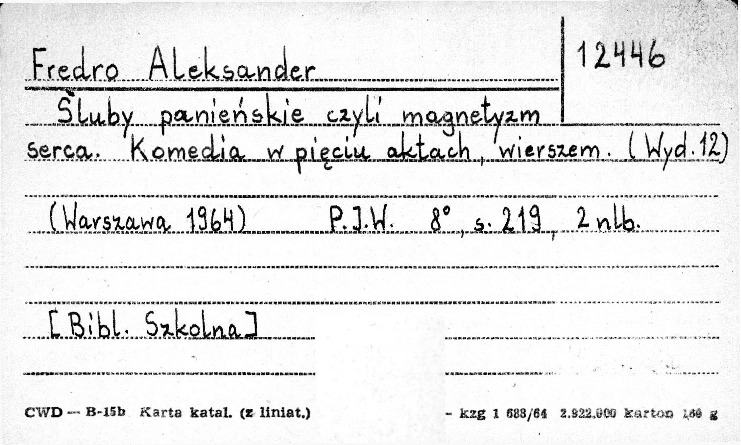 Fredro Aleksander
12446
Śluby panieńskie czyli magnetyzm
serca. Komedia w pięciu aktach, wierszem. (Wyd. 12)
(Warszawa 1964) P.I.W. 8°, s. 219, 2 nlb.
[Bibl. Szkolna]
CWD — B-15b Karta katal. (z liniat.) - kzg 1 688/64 2.922.000 karton 160 g